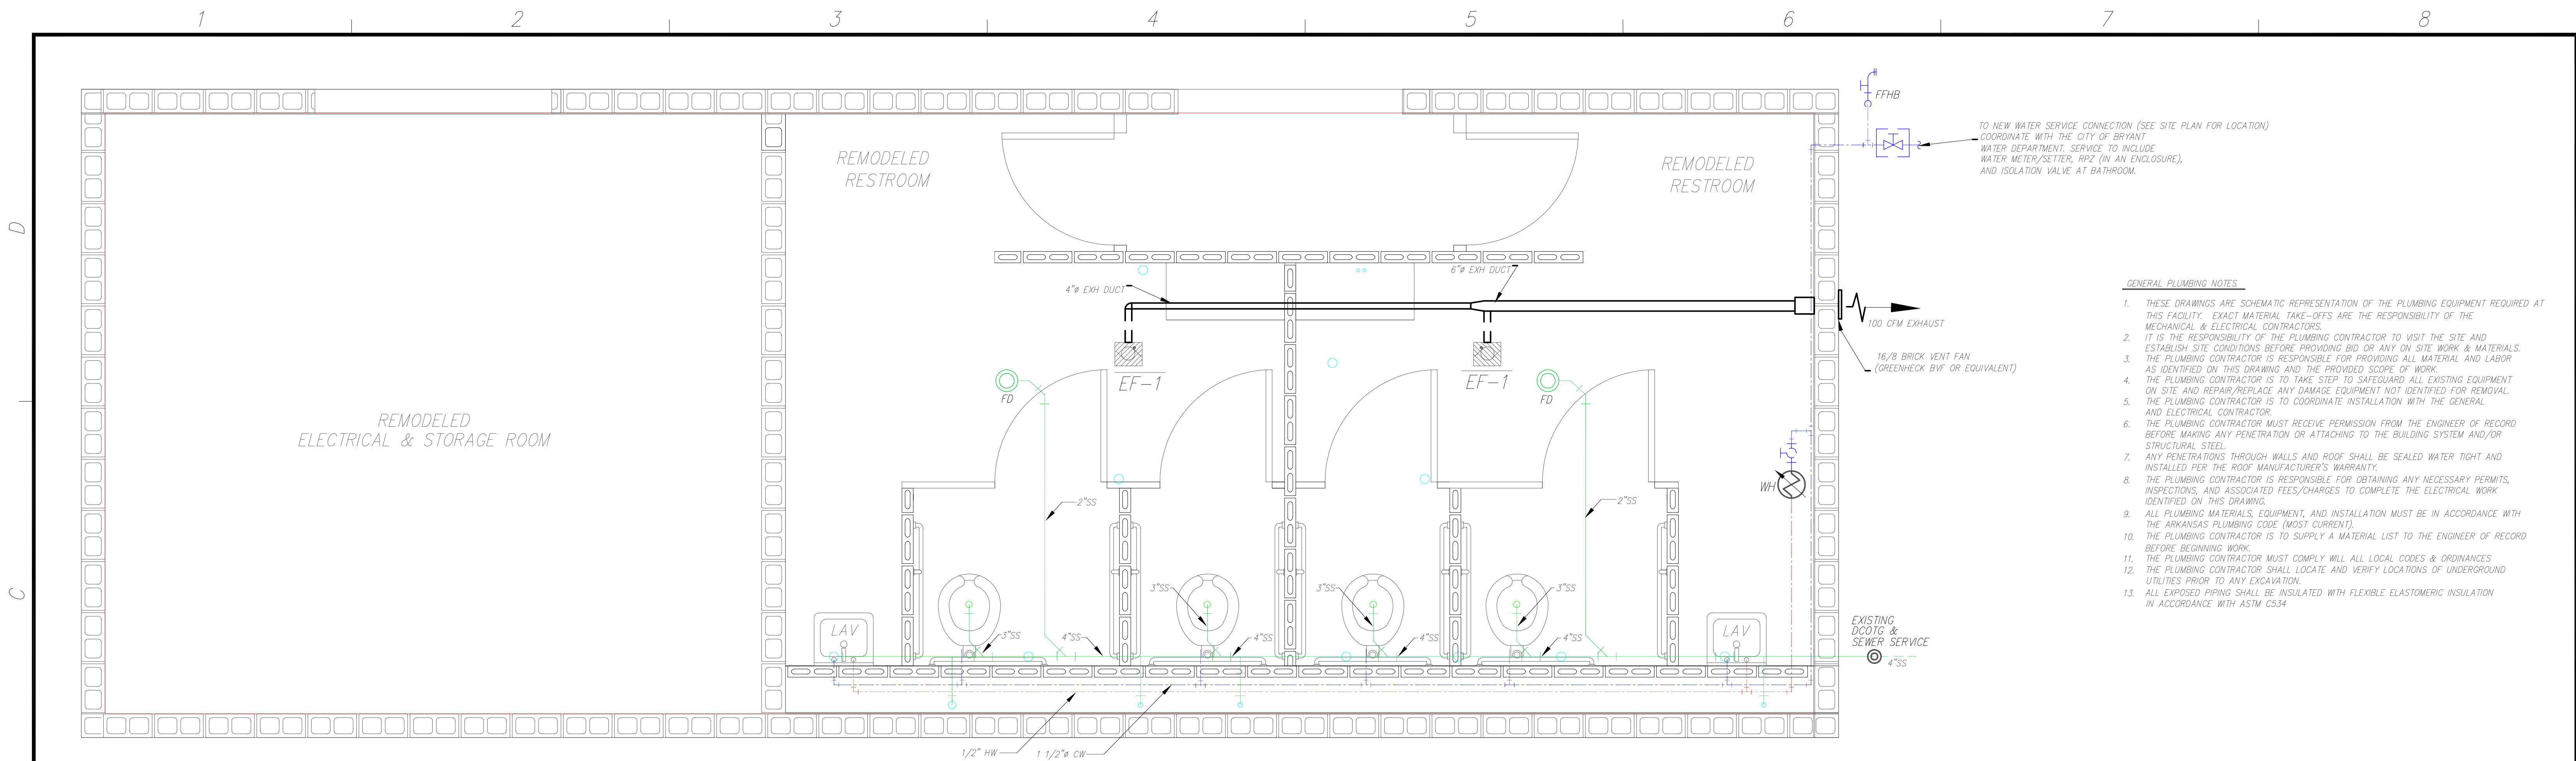 1 2 3 4 5 6 7 8
D
C
FFHB
TO NEW WATER SERVICE CONNECTION (SEE SITE PLAN FOR LOCATION)
COORDINATE WITH THE CITY OF BRYANT
WATER DEPARTMENT. SERVICE TO INCLUDE
WATER METER/SETTER, RPZ (IN AN ENCLOSURE),
AND ISOLATION VALVE AT BATHROOM.
REMODELED
RESTROOM
REMODELED
RESTROOM
4"ø EXH DUCT
6"ø EXH DUCT
100 CFM EXHAUST
16/8 BRICK VENT FAN
(GREENHECK BVF OR EQUIVALENT)
EF-1
EF-1
FD
FD
REMODELED
ELECTRICAL & STORAGE ROOM
WH
2"SS
2"SS
3"SS
3"SS
3"SS
LAV
3"SS
4"SS
4"SS
4"SS
4"SS
LAV
EXISTING
DCOTG &
SEWER SERVICE
4"SS
1/2" HW
1 1/2"ø CW
GENERAL PLUMBING NOTES
1. THESE DRAWINGS ARE SCHEMATIC REPRESENTATION OF THE PLUMBING EQUIPMENT REQUIRED AT
THIS FACILITY. EXACT MATERIAL TAKE-OFFS ARE THE RESPONSIBILITY OF THE
MECHANICAL & ELECTRICAL CONTRACTORS.
2. IT IS THE RESPONSIBILITY OF THE PLUMBING CONTRACTOR TO VISIT THE SITE AND
ESTABLISH SITE CONDITIONS BEFORE PROVIDING BID OR ANY ON SITE WORK & MATERIALS.
3. THE PLUMBING CONTRACTOR IS RESPONSIBLE FOR PROVIDING ALL MATERIAL AND LABOR
AS IDENTIFIED ON THIS DRAWING AND THE PROVIDED SCOPE OF WORK.
4. THE PLUMBING CONTRACTOR IS TO TAKE STEP TO SAFEGUARD ALL EXISTING EQUIPMENT
ON SITE AND REPAIR/REPLACE ANY DAMAGE EQUIPMENT NOT IDENTIFIED FOR REMOVAL.
5. THE PLUMBING CONTRACTOR IS TO COORDINATE INSTALLATION WITH THE GENERAL
AND ELECTRICAL CONTRACTOR.
6. THE PLUMBING CONTRACTOR MUST RECEIVE PERMISSION FROM THE ENGINEER OF RECORD
BEFORE MAKING ANY PENETRATION OR ATTACHING TO THE BUILDING SYSTEM AND/OR
STRUCTURAL STEEL.
7. ANY PENETRATIONS THROUGH WALLS AND ROOF SHALL BE SEALED WATER TIGHT AND
INSTALLED PER THE ROOF MANUFACTURER'S WARRANTY.
8. THE PLUMBING CONTRACTOR IS RESPONSIBLE FOR OBTAINING ANY NECESSARY PERMITS,
INSPECTIONS, AND ASSOCIATED FEES/CHARGES TO COMPLETE THE ELECTRICAL WORK
IDENTIFIED ON THIS DRAWING.
9. ALL PLUMBING MATERIALS, EQUIPMENT, AND INSTALLATION MUST BE IN ACCORDANCE WITH
THE ARKANSAS PLUMBING CODE (MOST CURRENT).
10. THE PLUMBING CONTRACTOR IS TO SUPPLY A MATERIAL LIST TO THE ENGINEER OF RECORD
BEFORE BEGINNING WORK.
11. THE PLUMBING CONTRACTOR MUST COMPLY WILL ALL LOCAL CODES & ORDINANCES
12. THE PLUMBING CONTRACTOR SHALL LOCATE AND VERIFY LOCATIONS OF UNDERGROUND
UTILITIES PRIOR TO ANY EXCAVATION.
13. ALL EXPOSED PIPING SHALL BE INSULATED WITH FLEXIBLE ELASTOMERIC INSULATION
IN ACCORDANCE WITH ASTM C534